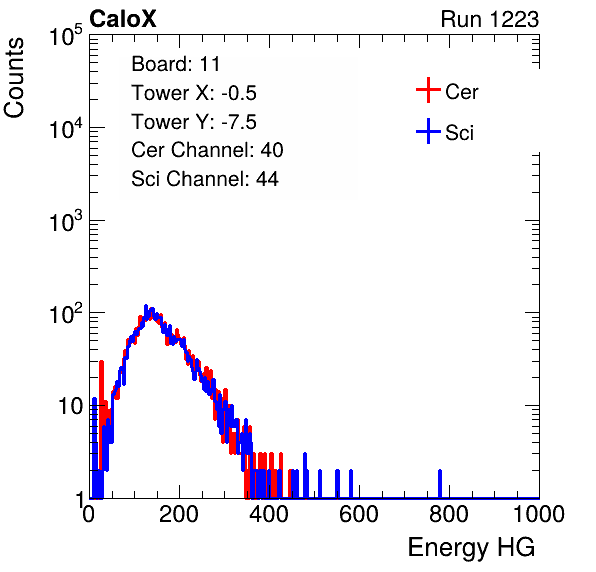 CaloX Run 1223
Counts
Board: 11
Tower X: -0.5
Tower Y: -7.5
Cer Channel: 40
Sci Channel: 44
Cer
Sci
10^5
10^4
10^3
10^2
10
1
0 200 400 600 800 1000
Energy HG